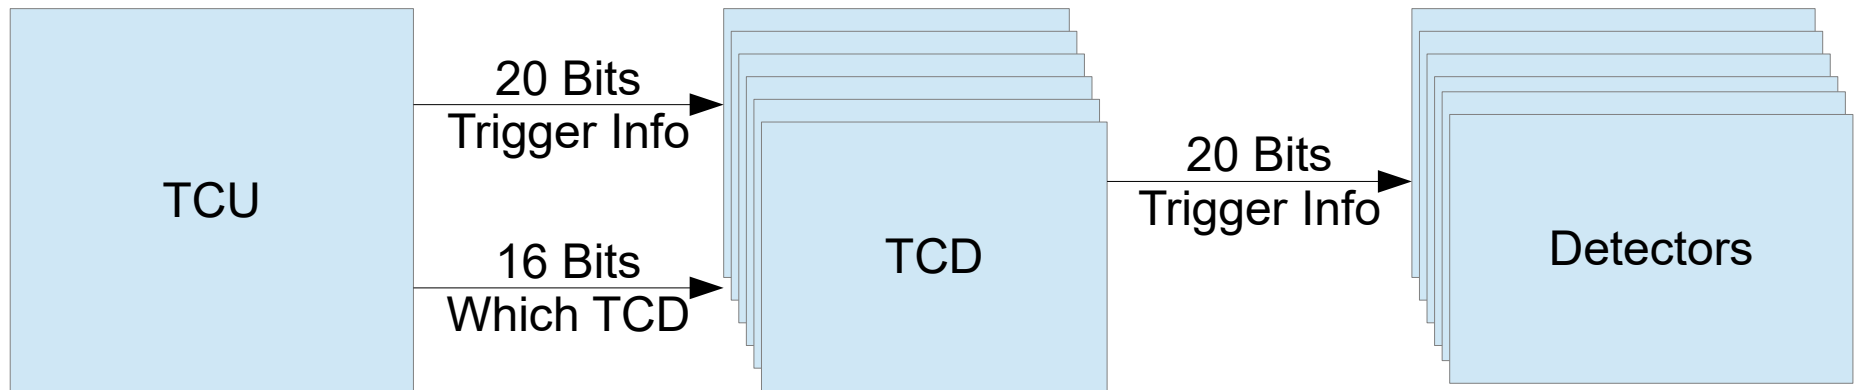 TCU
20 Bits
Trigger Info
16 Bits
Which TCD
TCD
20 Bits
Trigger Info
Detectors